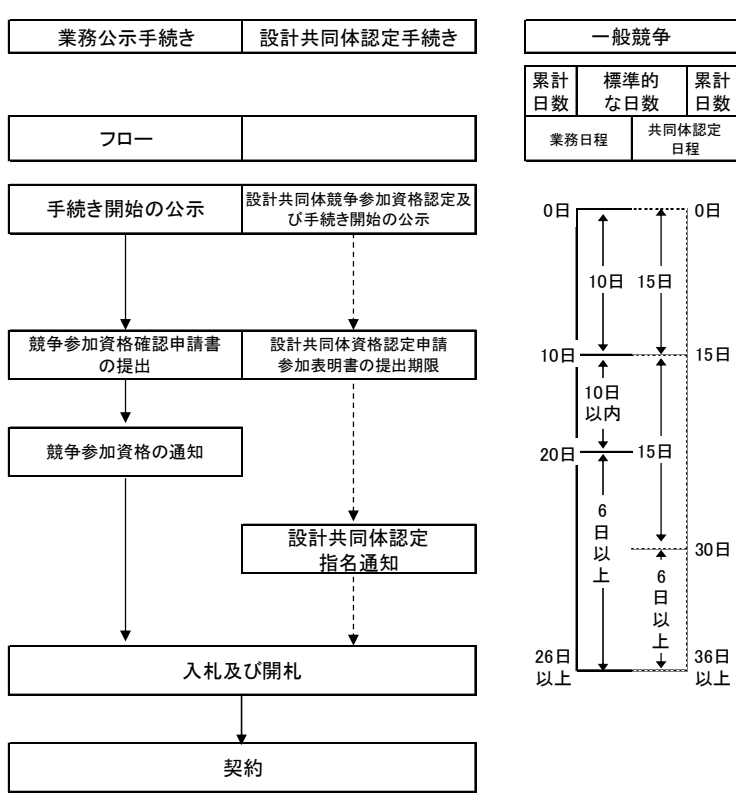 業務公示手続き
設計共同体認定手続き
一般競争
累計
日数
標準的
な日数
累計
日数
業務日程
共同体認定
日程
フロー
手続き開始の公示
設計共同体競争参加資格認定及
び手続き開始の公示
0日
0日
10日
15日
競争参加資格確認申請書
の提出
設計共同体資格認定申請
参加表明書の提出期限
10日
15日
10日
以内
競争参加資格の通知
20日
15日
6
日
以
上
設計共同体認定
指名通知
30日
6
日
以
上
入札及び開札
26日
以上
36日
以上
契約